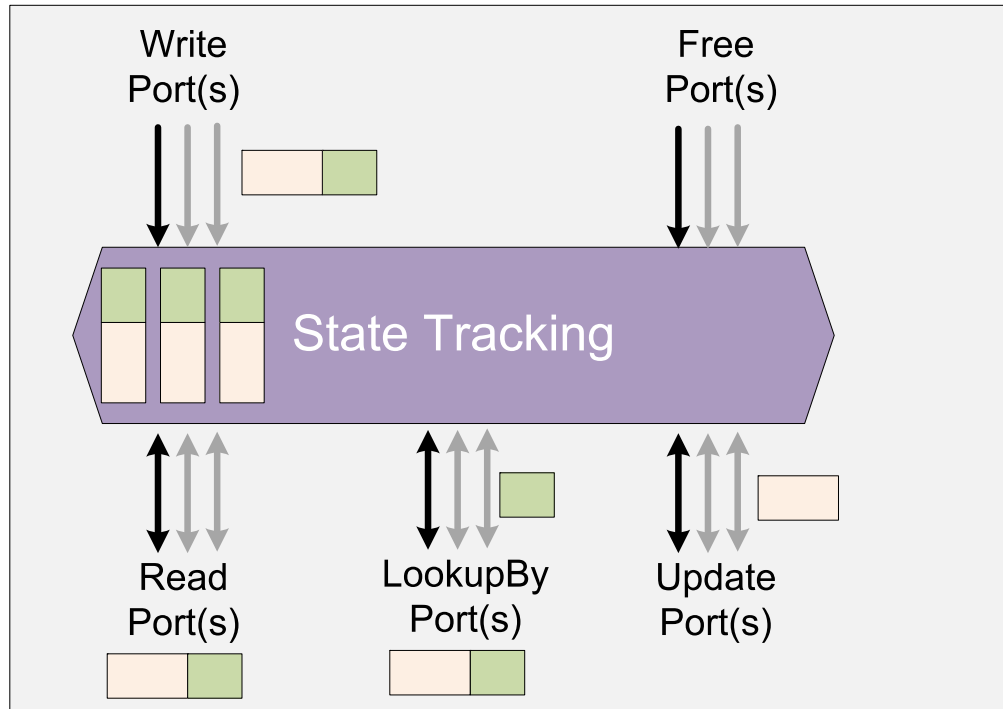 Write
Port(s)
Free
Port(s)
State Tracking
Read
Port(s)
LookupBy
Port(s)
Update
Port(s)